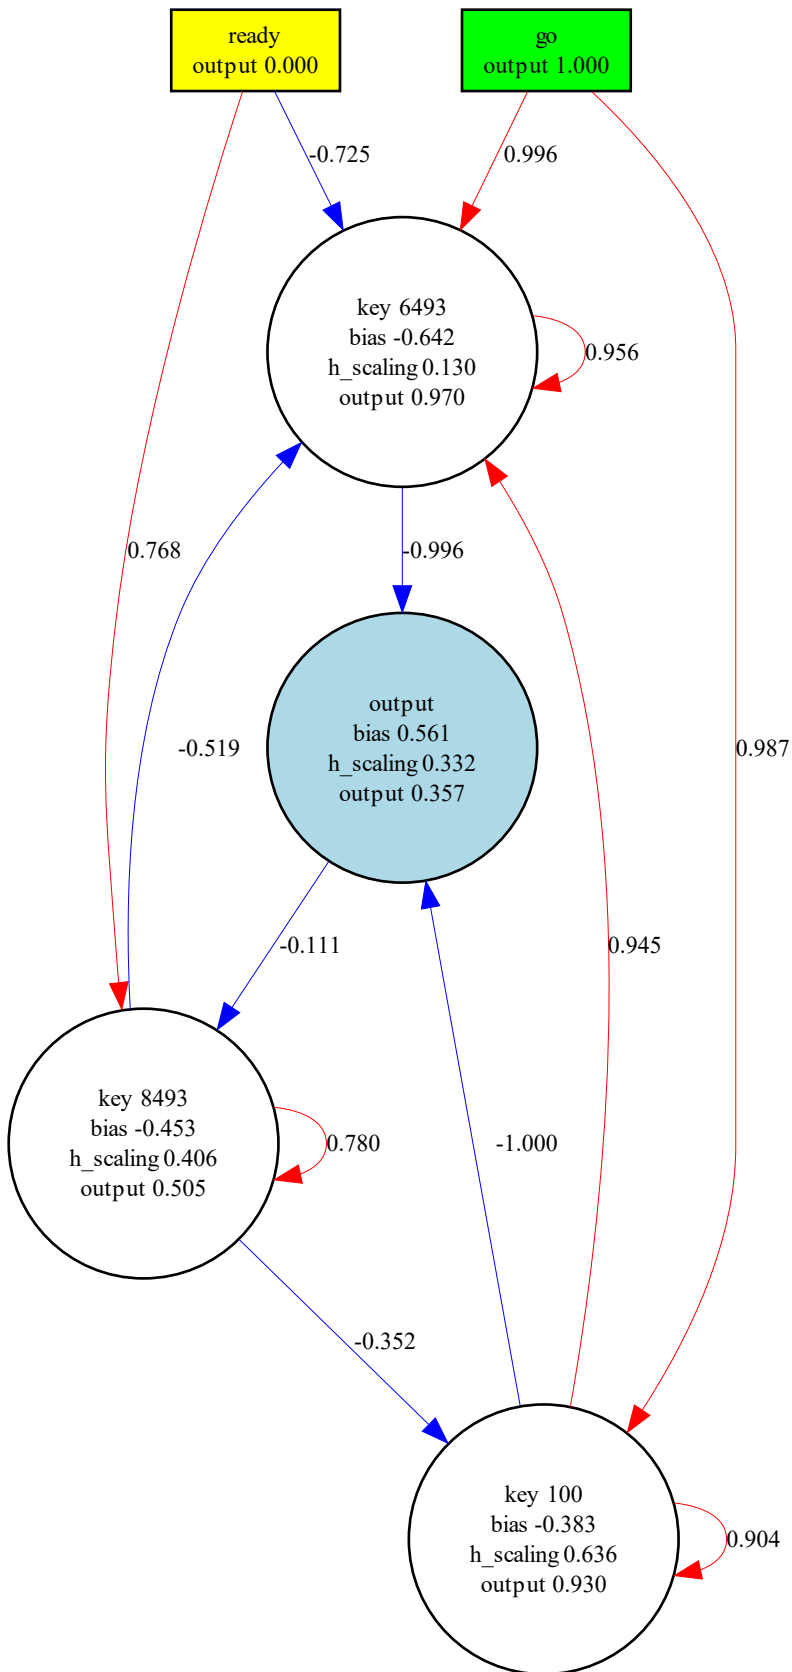 ready
output 0.000
go
output 1.000
-0.725
0.996
key 6493
bias -0.642
h_scaling 0.130
output 0.970
0.956
0.768
-0.996
output
bias 0.561
h_scaling 0.332
output 0.357
-0.519
0.987
-0.111
0.945
key 8493
bias -0.453
h_scaling 0.406
output 0.505
0.780
-1.000
-0.352
key 100
bias -0.383
h_scaling 0.636
output 0.930
0.904